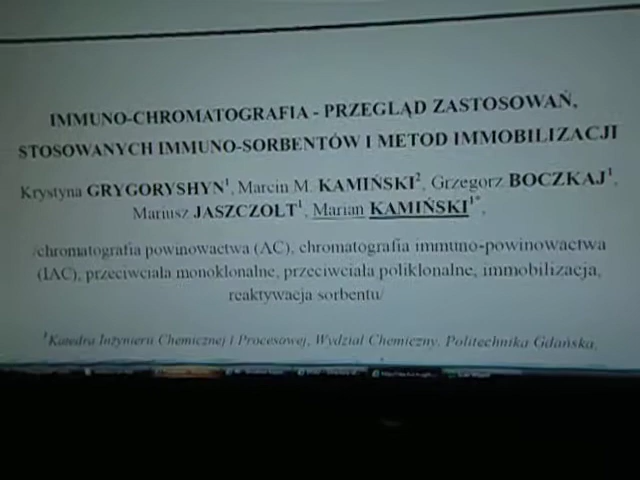 IMMUNO-CHROMATOGRAFIA - PRZEGLĄD ZASTOSOWAŃ,
STOSOWANYCH IMMUNO-SORBENTÓW I METOD IMMOBILIZACJI
Krystyna GRYGORYSHYN¹, Marcin M. KAMIŃSKI², Grzegorz BOCZKAJ¹,
Mariusz JASZCZOLT¹, Marian KAMIŃSKI¹*,
/chromatografia powinowactwa (AC), chromatografia immuno-powinowactwa
(IAC), przeciwciała monoklonalne, przeciwciała poliklonalne, immobilizacja,
reaktywacja sorbentu/
¹Katedra Inżynierii Chemicznej i Procesowej, Wydział Chemiczny, Politechnika Gdańska,